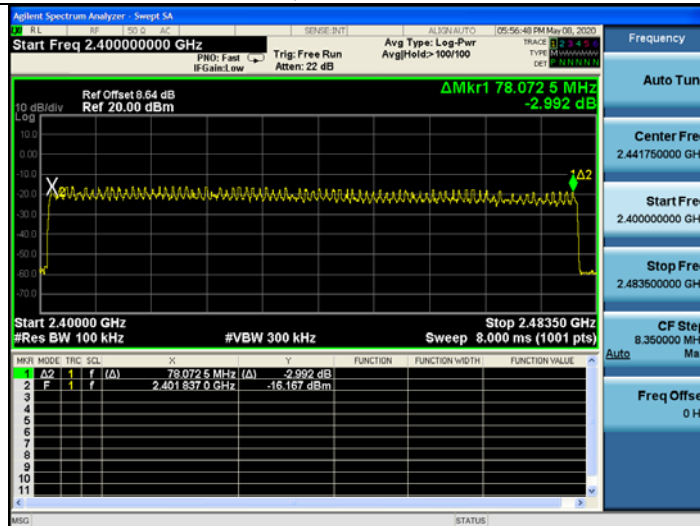 Agilent Spectrum Analyzer - Swept SA
RL RF 50 Ω AC SENSE:INT ALIGNAUTO 05:56:48 PM May 08, 2020
Start Freq 2.400000000 GHz
PNO: Fast
IFGain:Low
Trig: Free Run
Atten: 22 dB
Avg Type: Log-Pwr
Avg|Hold:>100/100
TRACE 1 2 3 4 5 6
TYPE
DET P N N N N N
Ref Offset 8.64 dB
10 dB/div Ref 20.00 dBm
Log
ΔMkr1 78.072 5 MHz
-2.992 dB
10.0
0.00
-10.0
-20.0
-30.0
-40.0
-50.0
-60.0
-70.0
2
1Δ2
Start 2.40000 GHz Stop 2.48350 GHz
#Res BW 100 kHz #VBW 300 kHz Sweep 8.000 ms (1001 pts)
MKR MODE TRC SCL X Y FUNCTION FUNCTION WIDTH FUNCTION VALUE
1 Δ2 1 f (Δ) 78.072 5 MHz (Δ) -2.992 dB
2 F 1 f 2.401 837 0 GHz -16.167 dBm
3
4
5
6
7
8
9
10
11
MSG STATUS
Frequency
Auto Tun
Center Fre
2.441750000 GH
Start Fre
2.400000000 GH
Stop Fre
2.483500000 GH
CF Step
8.350000 MH
Auto Ma
Freq Offse
0 H